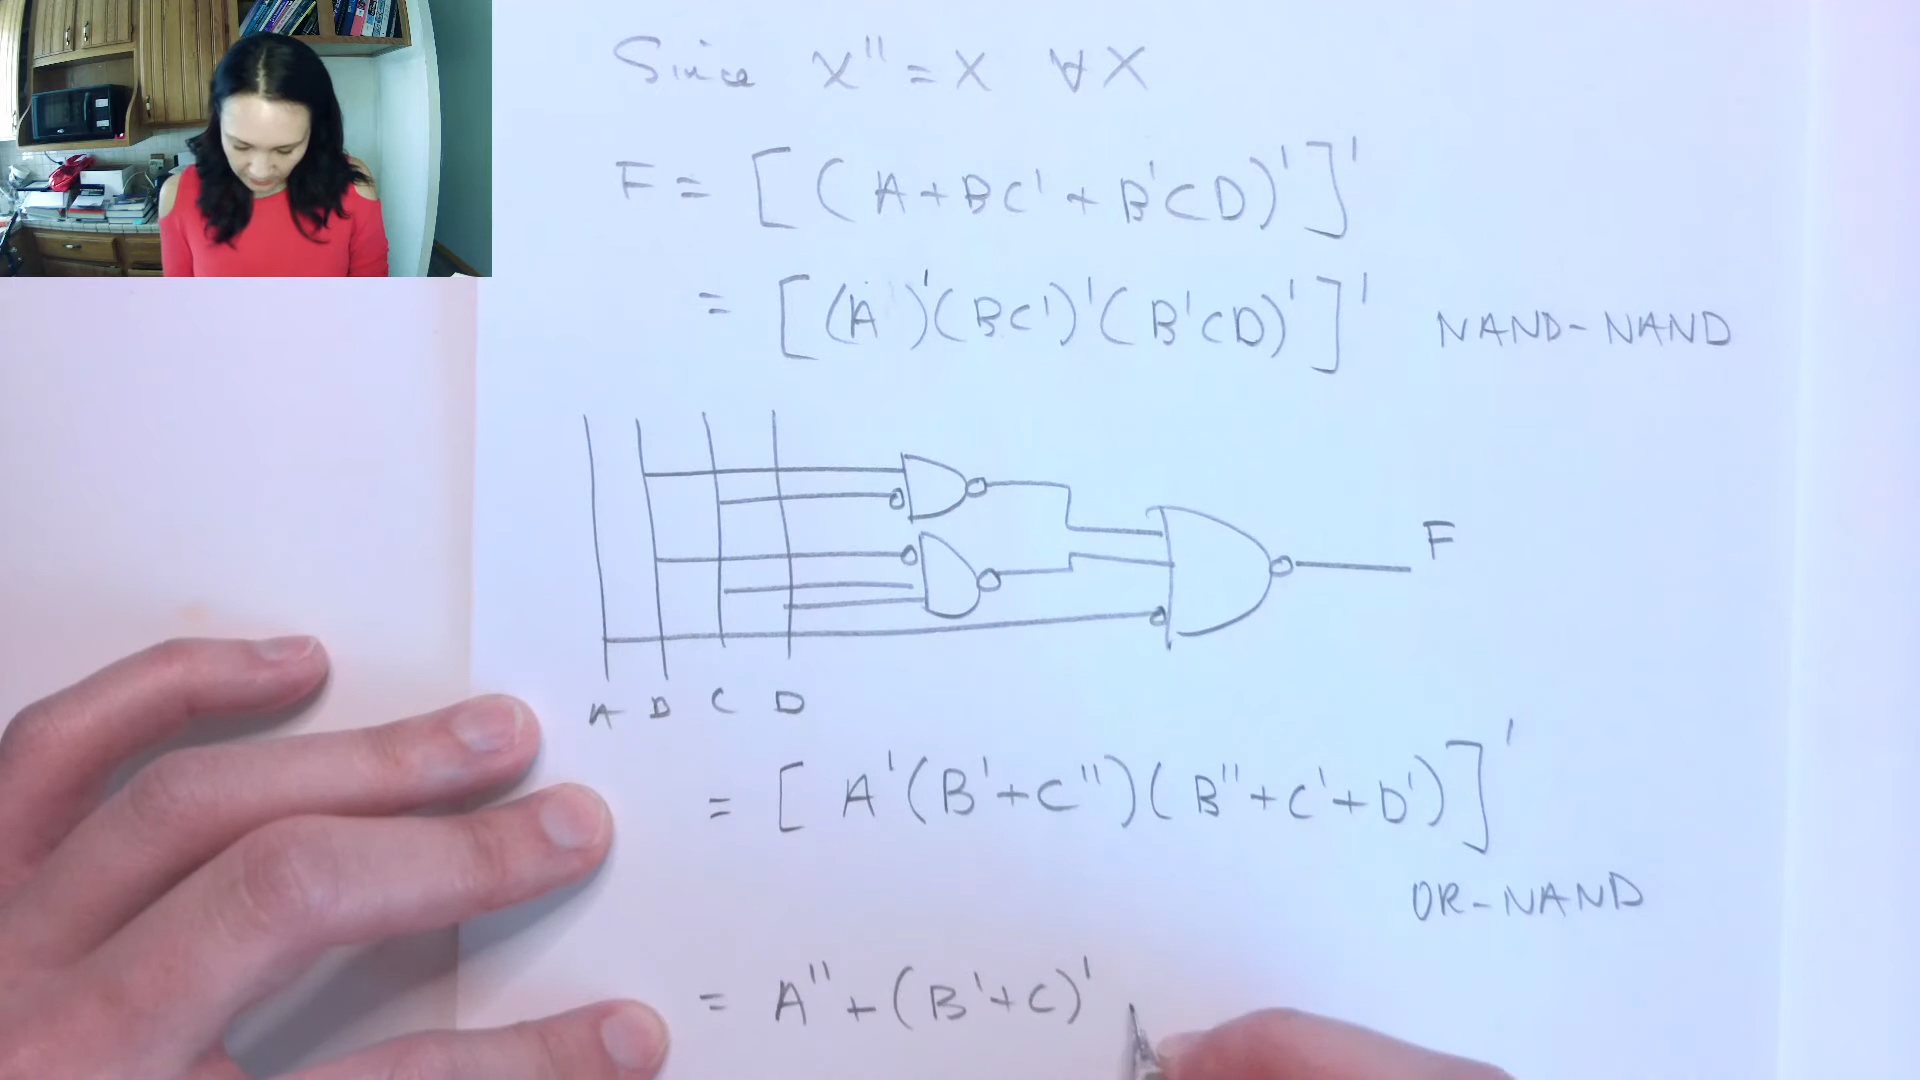 Since X'' = X ∀X
F = [(A+BC'+B'CD)']'
= [(A')'(BC')'(B'CD)']' NAND-NAND
F
A B C D
= [A'(B'+C'')(B''+C'+D')]'
OR-NAND
= A''+(B'+C)'